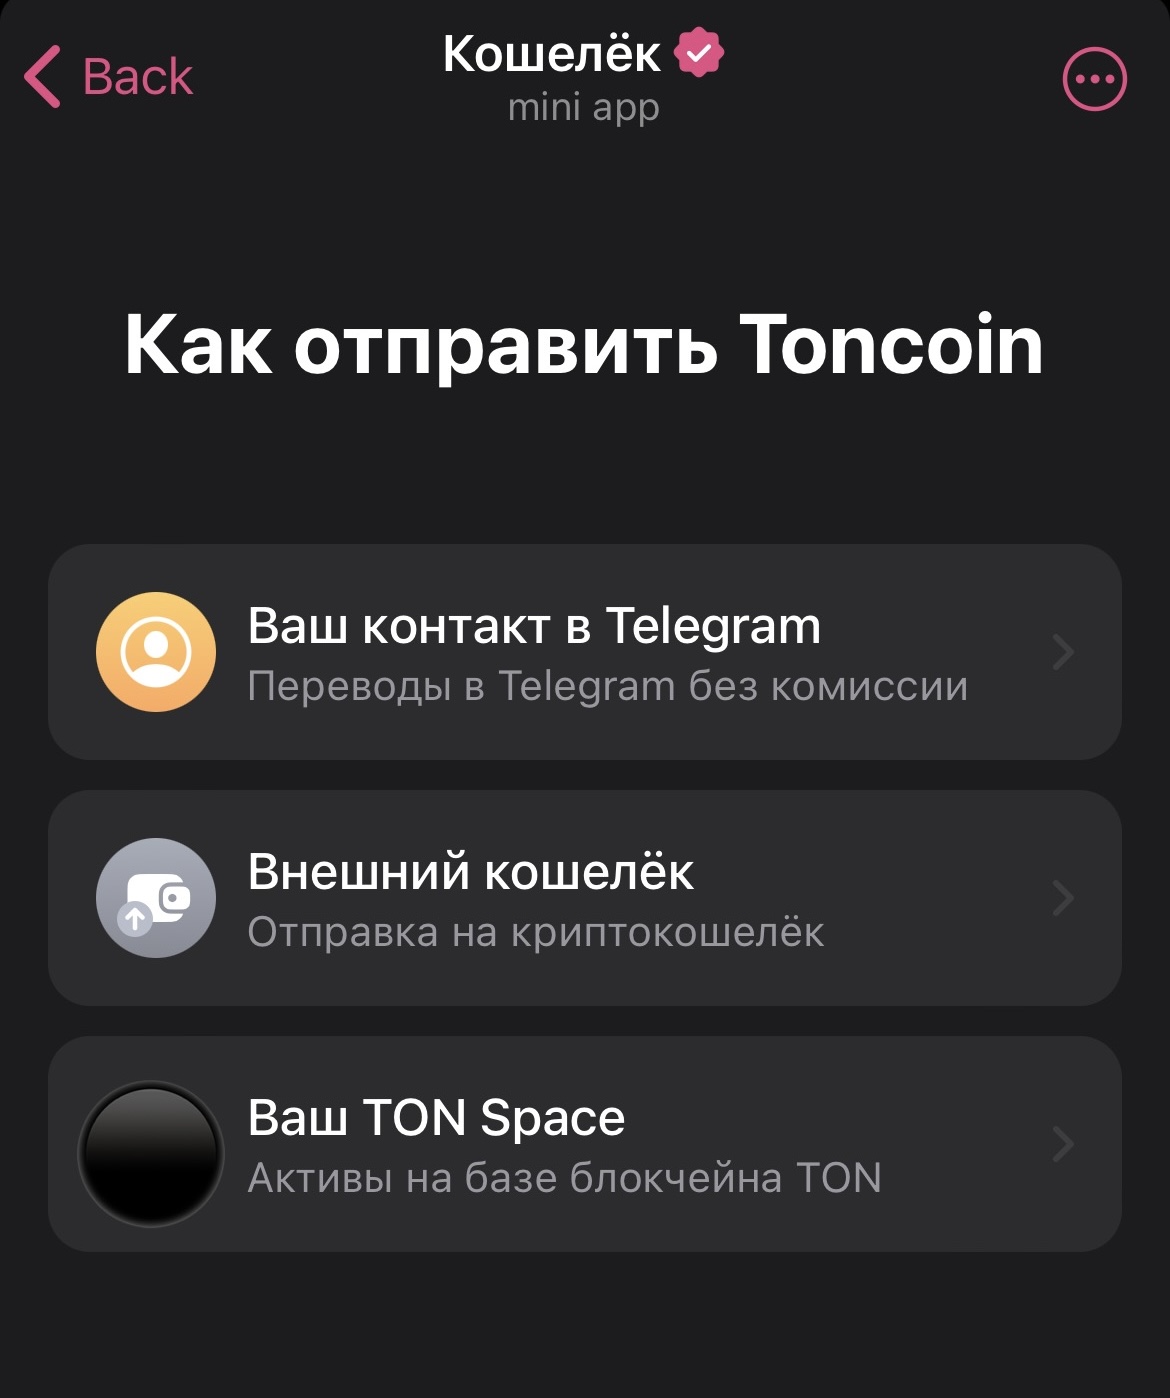 Back
Кошелёк
mini app
Как отправить Toncoin
Ваш контакт в Telegram
Переводы в Telegram без комиссии
Внешний кошелёк
Отправка на криптокошелёк
Ваш TON Space
Активы на базе блокчейна TON